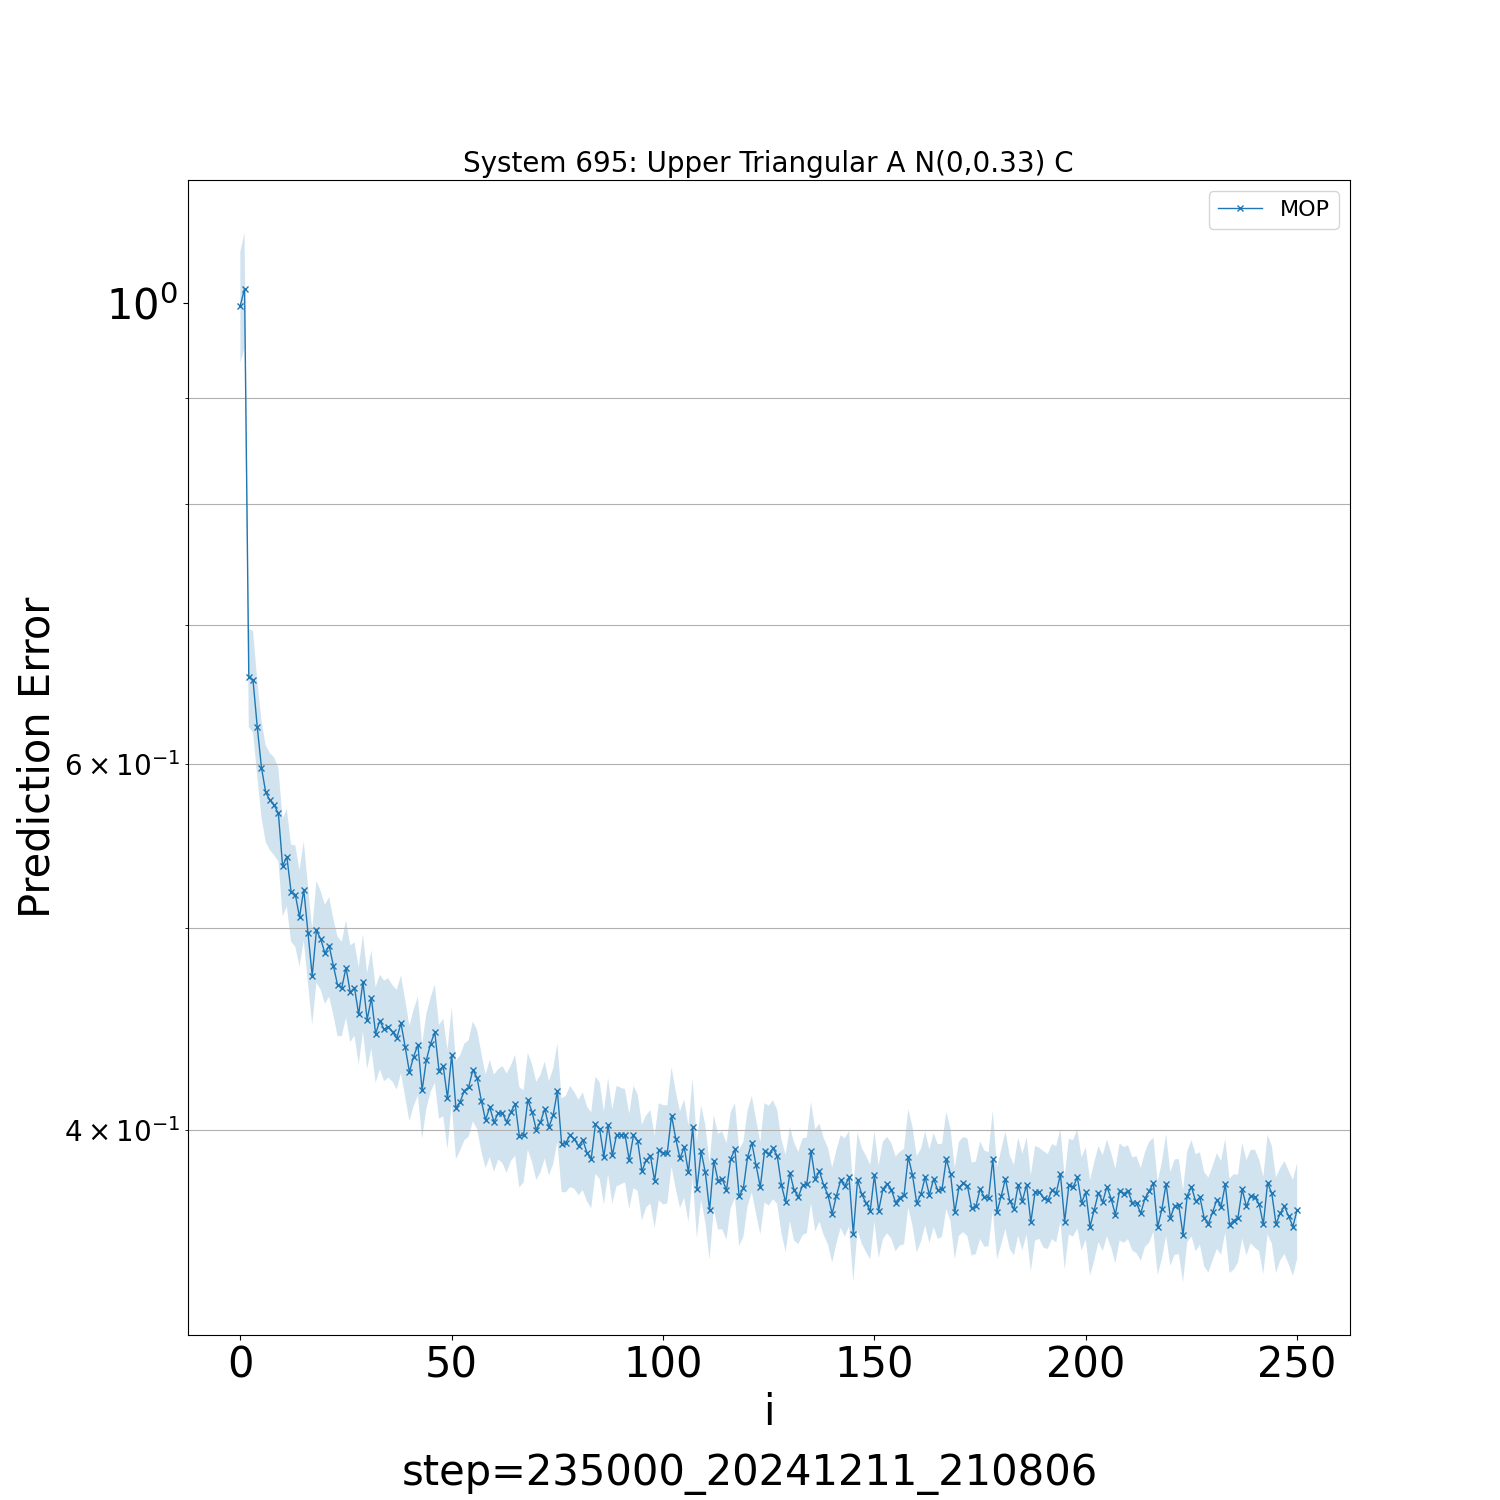 System 695: Upper Triangular A N(0,0.33) C
MOP
10⁰
6 × 10⁻¹
4 × 10⁻¹
Prediction Error
0 50 100 150 200 250
i
step=235000_20241211_210806